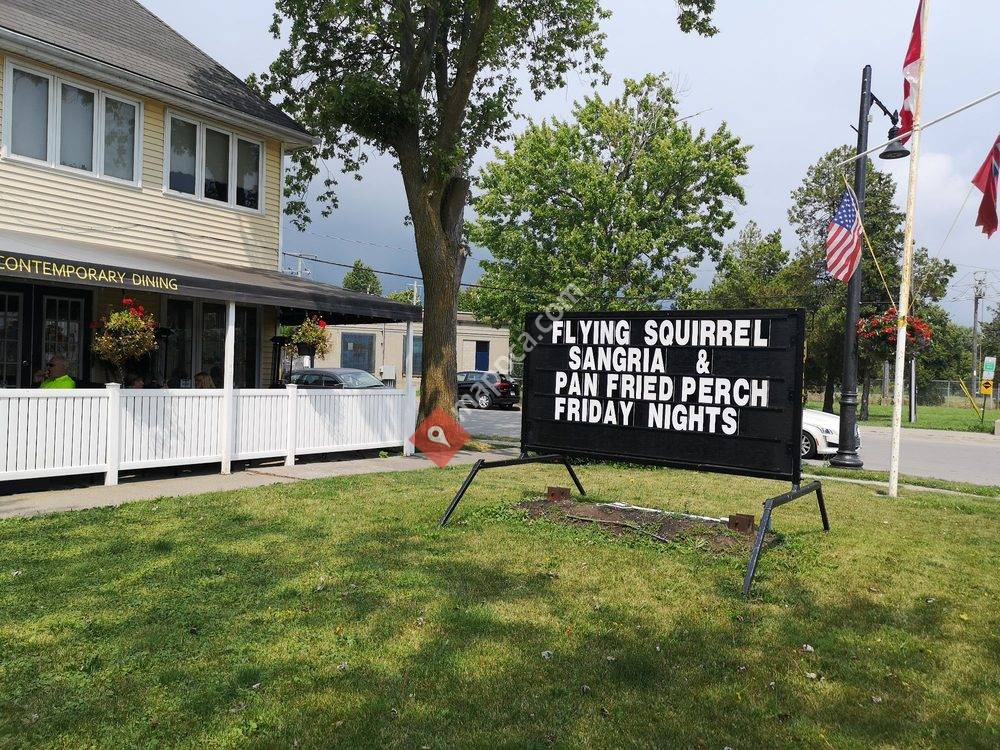 CONTEMPORARY DINING
FLYING SQUIRREL
SANGRIA &
PAN FRIED PERCH
FRIDAY NIGHTS